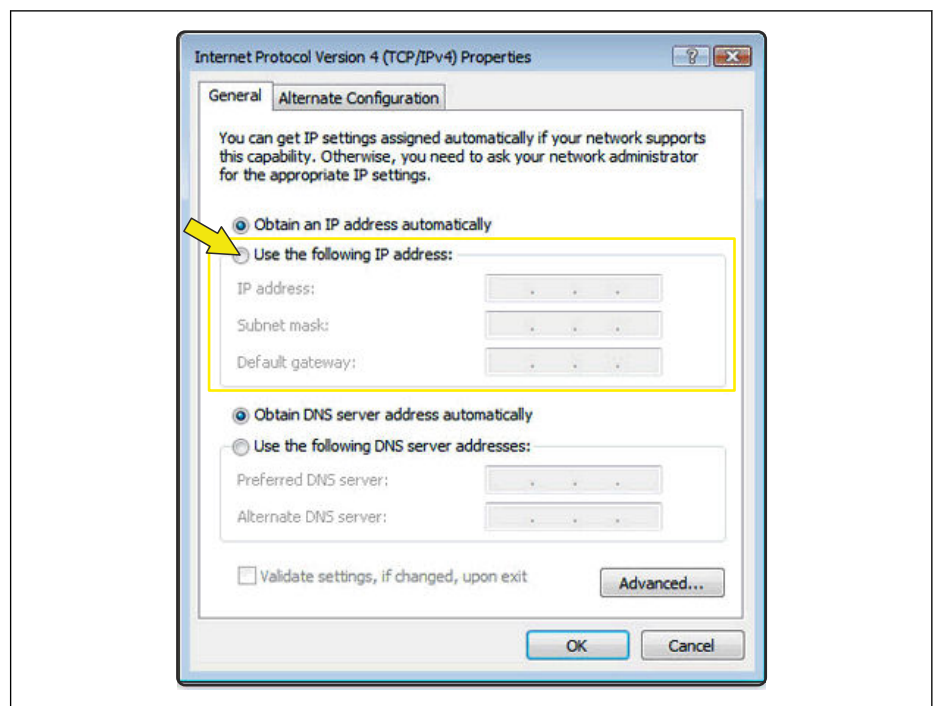 Internet Protocol Version 4 (TCP/IPv4) Properties
General
Alternate Configuration
You can get IP settings assigned automatically if your network supports
this capability. Otherwise, you need to ask your network administrator
for the appropriate IP settings.
Obtain an IP address automatically
Use the following IP address:
IP address:
Subnet mask:
Default gateway:
Obtain DNS server address automatically
Use the following DNS server addresses:
Preferred DNS server:
Alternate DNS server:
Validate settings, if changed, upon exit
Advanced...
OK
Cancel